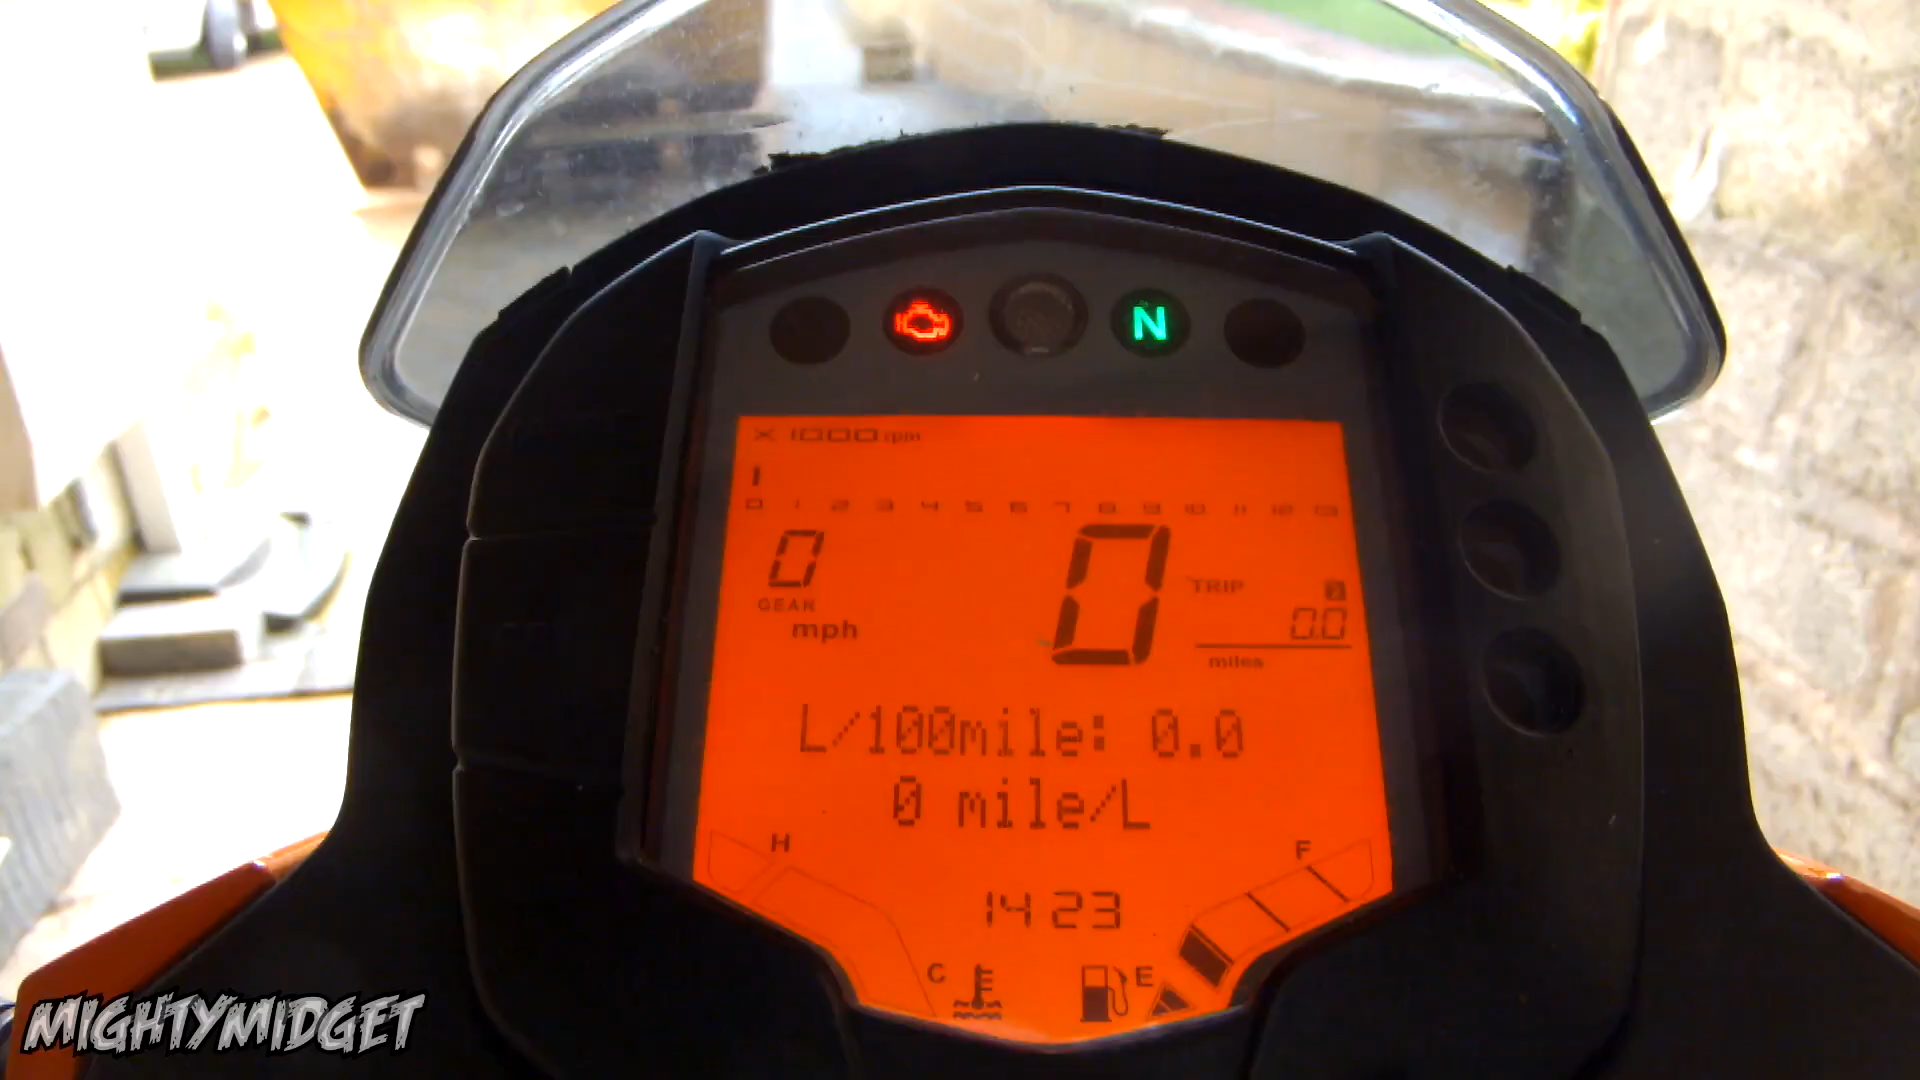 N
X 1000 rpm
0 1 2 3 4 5 6 7 8 9 10 11 12 13
0
GEAR
mph
0
TRIP 2
0.0
miles
L/100mile: 0.0
0 mile/L
H
F
14 23
C
E
MIGHTYMIDGET